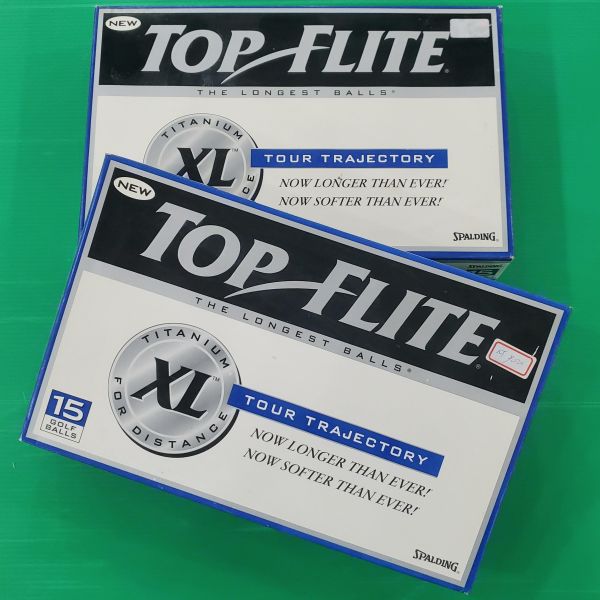 NEW
TOP FLITE®
THE LONGEST BALLS®
TITANIUM
XL™
TOUR TRAJECTORY
NOW LONGER THAN EVER!
NOW SOFTER THAN EVER!
SPALDING
NEW
TOP FLITE®
THE LONGEST BALLS®
TITANIUM
XL™
FOR DISTANCE
TOUR TRAJECTORY
15
GOLF
BALLS
NOW LONGER THAN EVER!
NOW SOFTER THAN EVER!
SPALDING